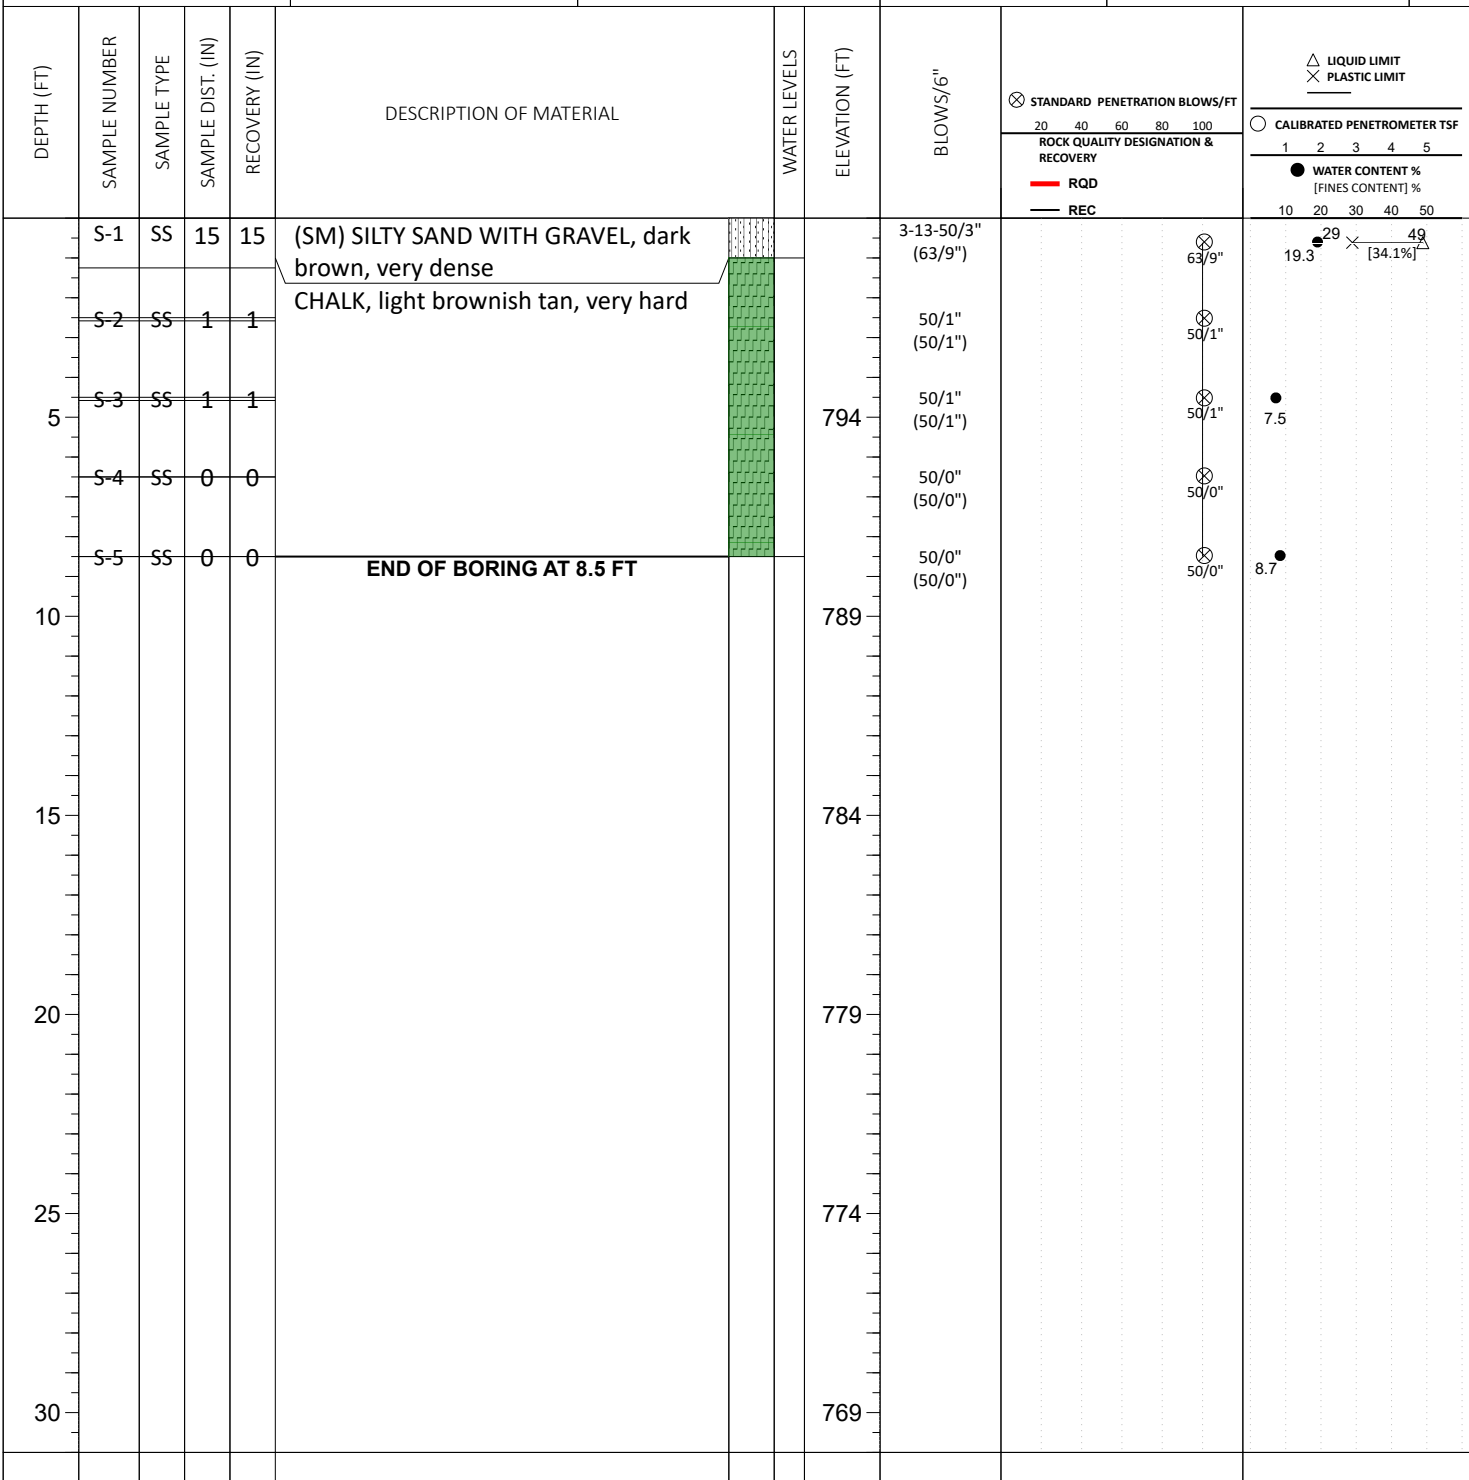 DEPTH (FT)
SAMPLE NUMBER
SAMPLE TYPE
SAMPLE DIST. (IN)
RECOVERY (IN)
DESCRIPTION OF MATERIAL
WATER LEVELS
ELEVATION (FT)
BLOWS/6"
STANDARD PENETRATION BLOWS/FT
20 40 60 80 100
ROCK QUALITY DESIGNATION &
RECOVERY
RQD
REC
LIQUID LIMIT
PLASTIC LIMIT
CALIBRATED PENETROMETER TSF
1 2 3 4 5
WATER CONTENT %
[FINES CONTENT] %
10 20 30 40 50
S-1 SS 15 15
(SM) SILTY SAND WITH GRAVEL, dark
brown, very dense
3-13-50/3"
(63/9")
63/9"
19.3
29
49
[34.1%]
CHALK, light brownish tan, very hard
S-2 SS 1 1
50/1"
(50/1")
50/1"
S-3 SS 1 1
50/1"
(50/1")
50/1"
7.5
5
794
S-4 SS 0 0
50/0"
(50/0")
50/0"
S-5 SS 0 0
END OF BORING AT 8.5 FT
50/0"
(50/0")
50/0"
8.7
10
789
15
784
20
779
25
774
30
769